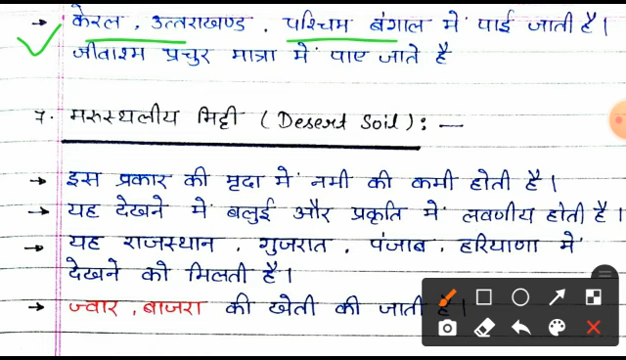 → केरल, उत्तराखण्ड, पश्चिम बंगाल में पाई जाती है।
जीवाश्म प्रचुर मात्रा में पाए जाते है
7. मरुस्थलीय मिट्टी (Desert Soil): —
→ इस प्रकार की मृदा में नमी की कमी होती है।
→ यह देखने में बलुई और प्रकृति में लवणीय होती है।
→ यह राजस्थान, गुजरात, पंजाब, हरियाणा में
देखने को मिलती है।
→ ज्वार, बाजरा की खेती की जाती है।